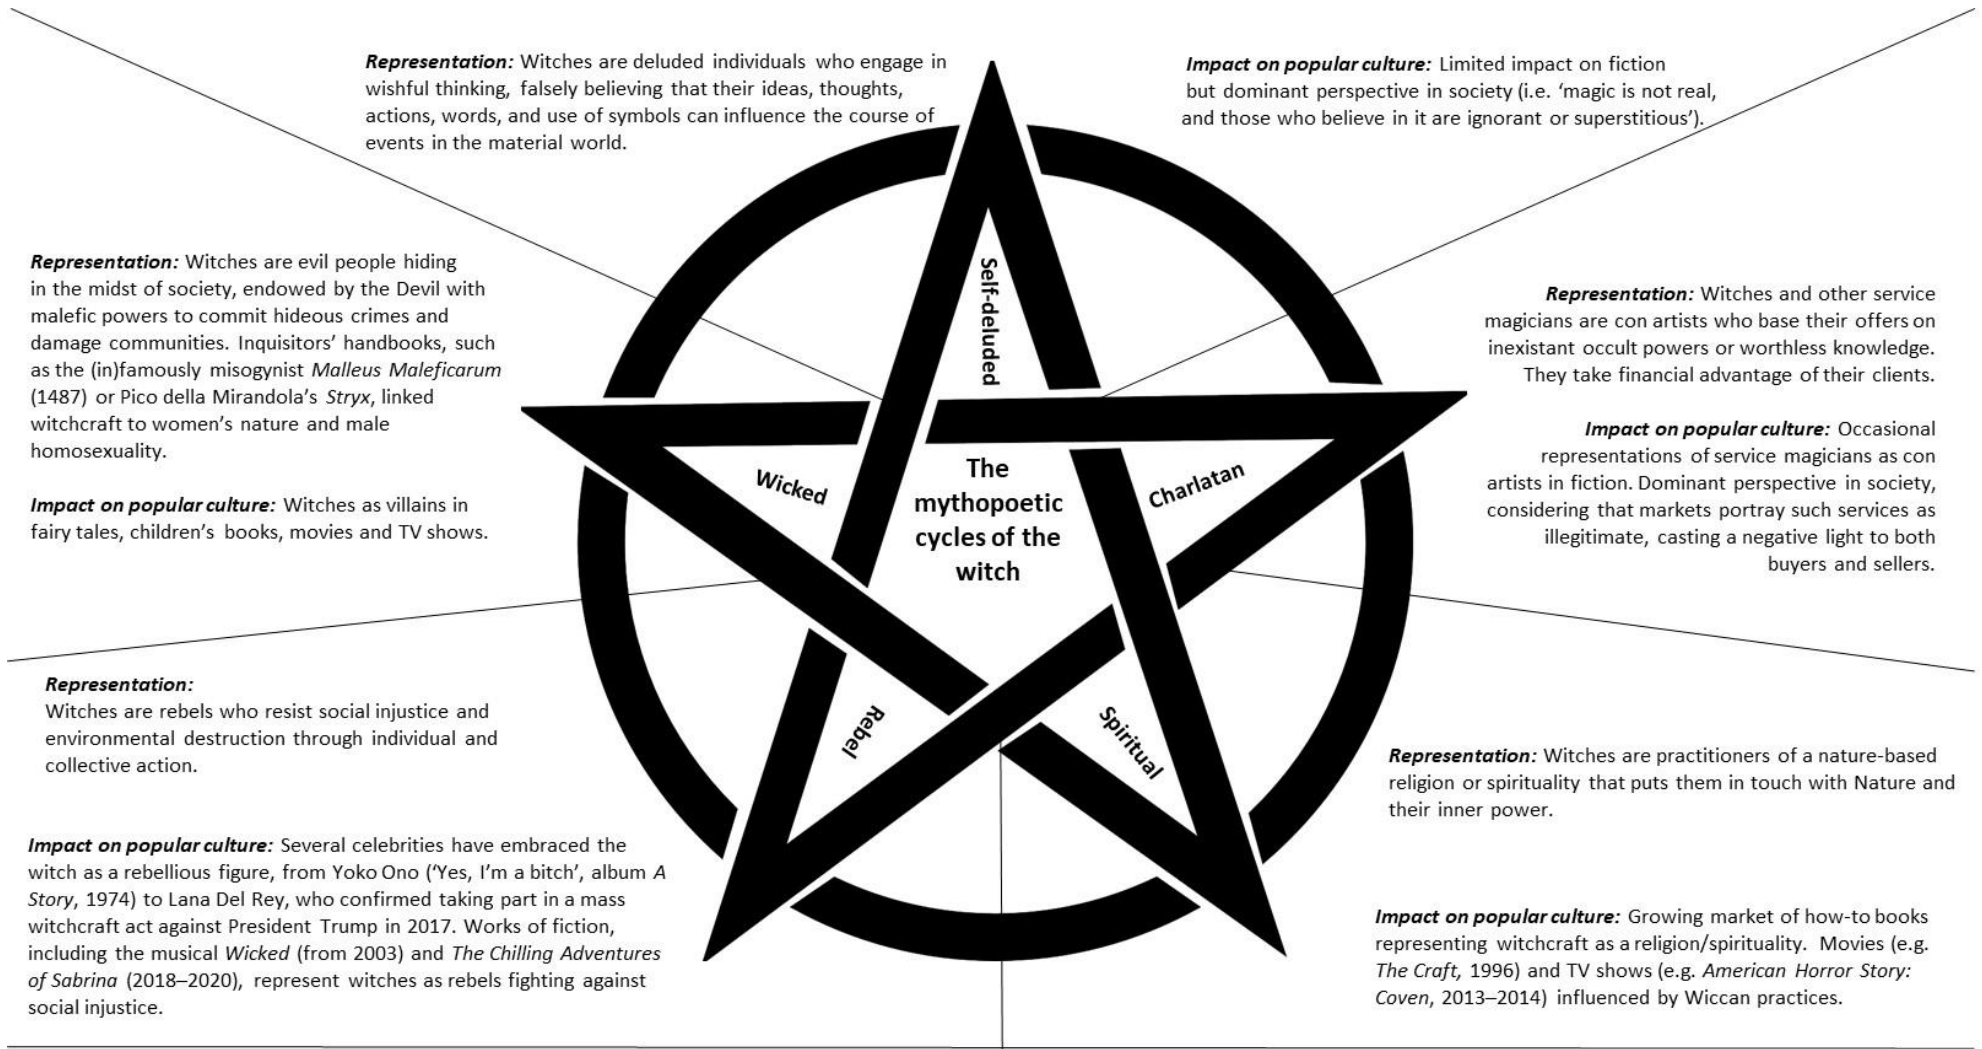 Representation: Witches are deluded individuals who engage in
wishful thinking, falsely believing that their ideas, thoughts,
actions, words, and use of symbols can influence the course of
events in the material world.
Impact on popular culture: Limited impact on fiction
but dominant perspective in society (i.e. ‘magic is not real,
and those who believe in it are ignorant or superstitious’).
Self-deluded
Representation: Witches are evil people hiding
in the midst of society, endowed by the Devil with
malefic powers to commit hideous crimes and
damage communities. Inquisitors’ handbooks, such
as the (in)famously misogynist Malleus Maleficarum
(1487) or Pico della Mirandola’s Stryx, linked
witchcraft to women’s nature and male
homosexuality.
Impact on popular culture: Witches as villains in
fairy tales, children’s books, movies and TV shows.
Wicked
The
mythopoetic
cycles of the
witch
Charlatan
Representation: Witches and other service
magicians are con artists who base their offers on
inexistant occult powers or worthless knowledge.
They take financial advantage of their clients.
Impact on popular culture: Occasional
representations of service magicians as con
artists in fiction. Dominant perspective in society,
considering that markets portray such services as
illegitimate, casting a negative light to both
buyers and sellers.
Representation:
Witches are rebels who resist social injustice and
environmental destruction through individual and
collective action.
Impact on popular culture: Several celebrities have embraced the
witch as a rebellious figure, from Yoko Ono (‘Yes, I’m a bitch’, album A
Story, 1974) to Lana Del Rey, who confirmed taking part in a mass
witchcraft act against President Trump in 2017. Works of fiction,
including the musical Wicked (from 2003) and The Chilling Adventures
of Sabrina (2018–2020), represent witches as rebels fighting against
social injustice.
Rebel
Spiritual
Representation: Witches are practitioners of a nature-based
religion or spirituality that puts them in touch with Nature and
their inner power.
Impact on popular culture: Growing market of how-to books
representing witchcraft as a religion/spirituality. Movies (e.g.
The Craft, 1996) and TV shows (e.g. American Horror Story:
Coven, 2013–2014) influenced by Wiccan practices.